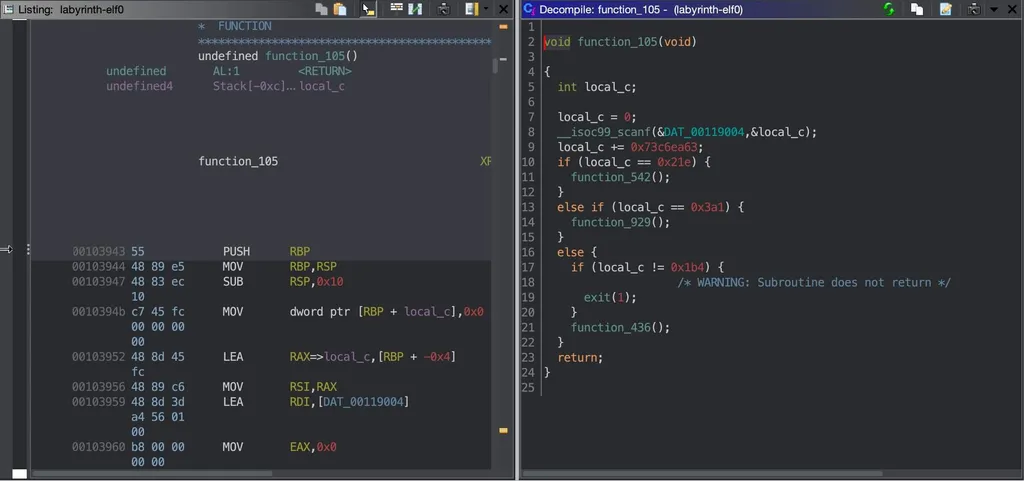 Listing: labyrinth-elf0
* FUNCTION
**********************************************
undefined function_105()
undefined AL:1 <RETURN>
undefined4 Stack[-0xc]... local_c
function_105
00103943 55 PUSH RBP
00103944 48 89 e5 MOV RBP,RSP
00103947 48 83 ec SUB RSP,0x10
10
0010394b c7 45 fc MOV dword ptr [RBP + local_c],0x0
00 00 00
00
00103952 48 8d 45 LEA RAX=>local_c,[RBP + -0x4]
fc
00103956 48 89 c6 MOV RSI,RAX
00103959 48 8d 3d LEA RDI,[DAT_00119004]
a4 56 01
00
00103960 b8 00 00 MOV EAX,0x0
00 00
Decompile: function_105 - (labyrinth-elf0)
1
2 void function_105(void)
3
4 {
5 int local_c;
6
7 local_c = 0;
8 __isoc99_scanf(&DAT_00119004,&local_c);
9 local_c += 0x73c6ea63;
10 if (local_c == 0x21e) {
11 function_542();
12 }
13 else if (local_c == 0x3a1) {
14 function_929();
15 }
16 else {
17 if (local_c != 0x1b4) {
18 /* WARNING: Subroutine does not return */
19 exit(1);
20 }
21 function_436();
22 }
23 return;
24 }
25